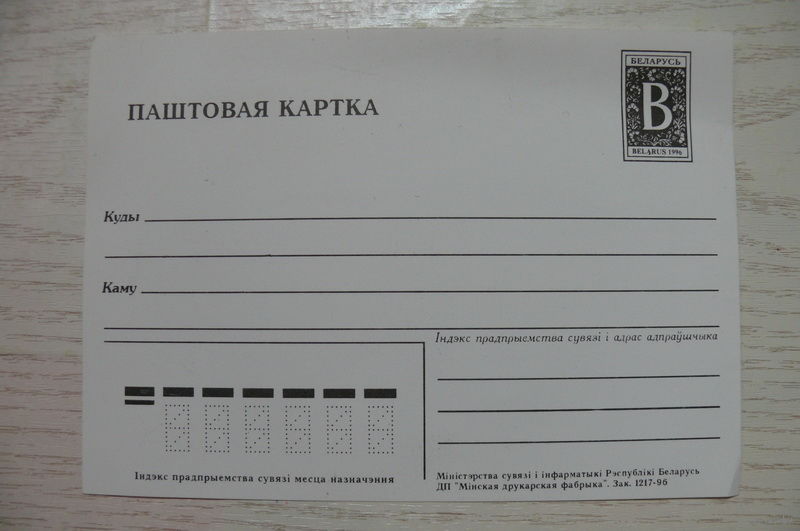 БЕЛАРУСЬ
B
BELARUS 1996
ПАШТОВАЯ КАРТКА
Куды
Каму
Індэкс прадпрыемства сувязі і адрас адпраўшчыка
Індэкс прадпрыемства сувязі месца назначэння
Міністэрства сувязі і інфарматыкі Рэспублікі Беларусь
ДП "Мінская друкарская фабрыка". Зак. 1217-96